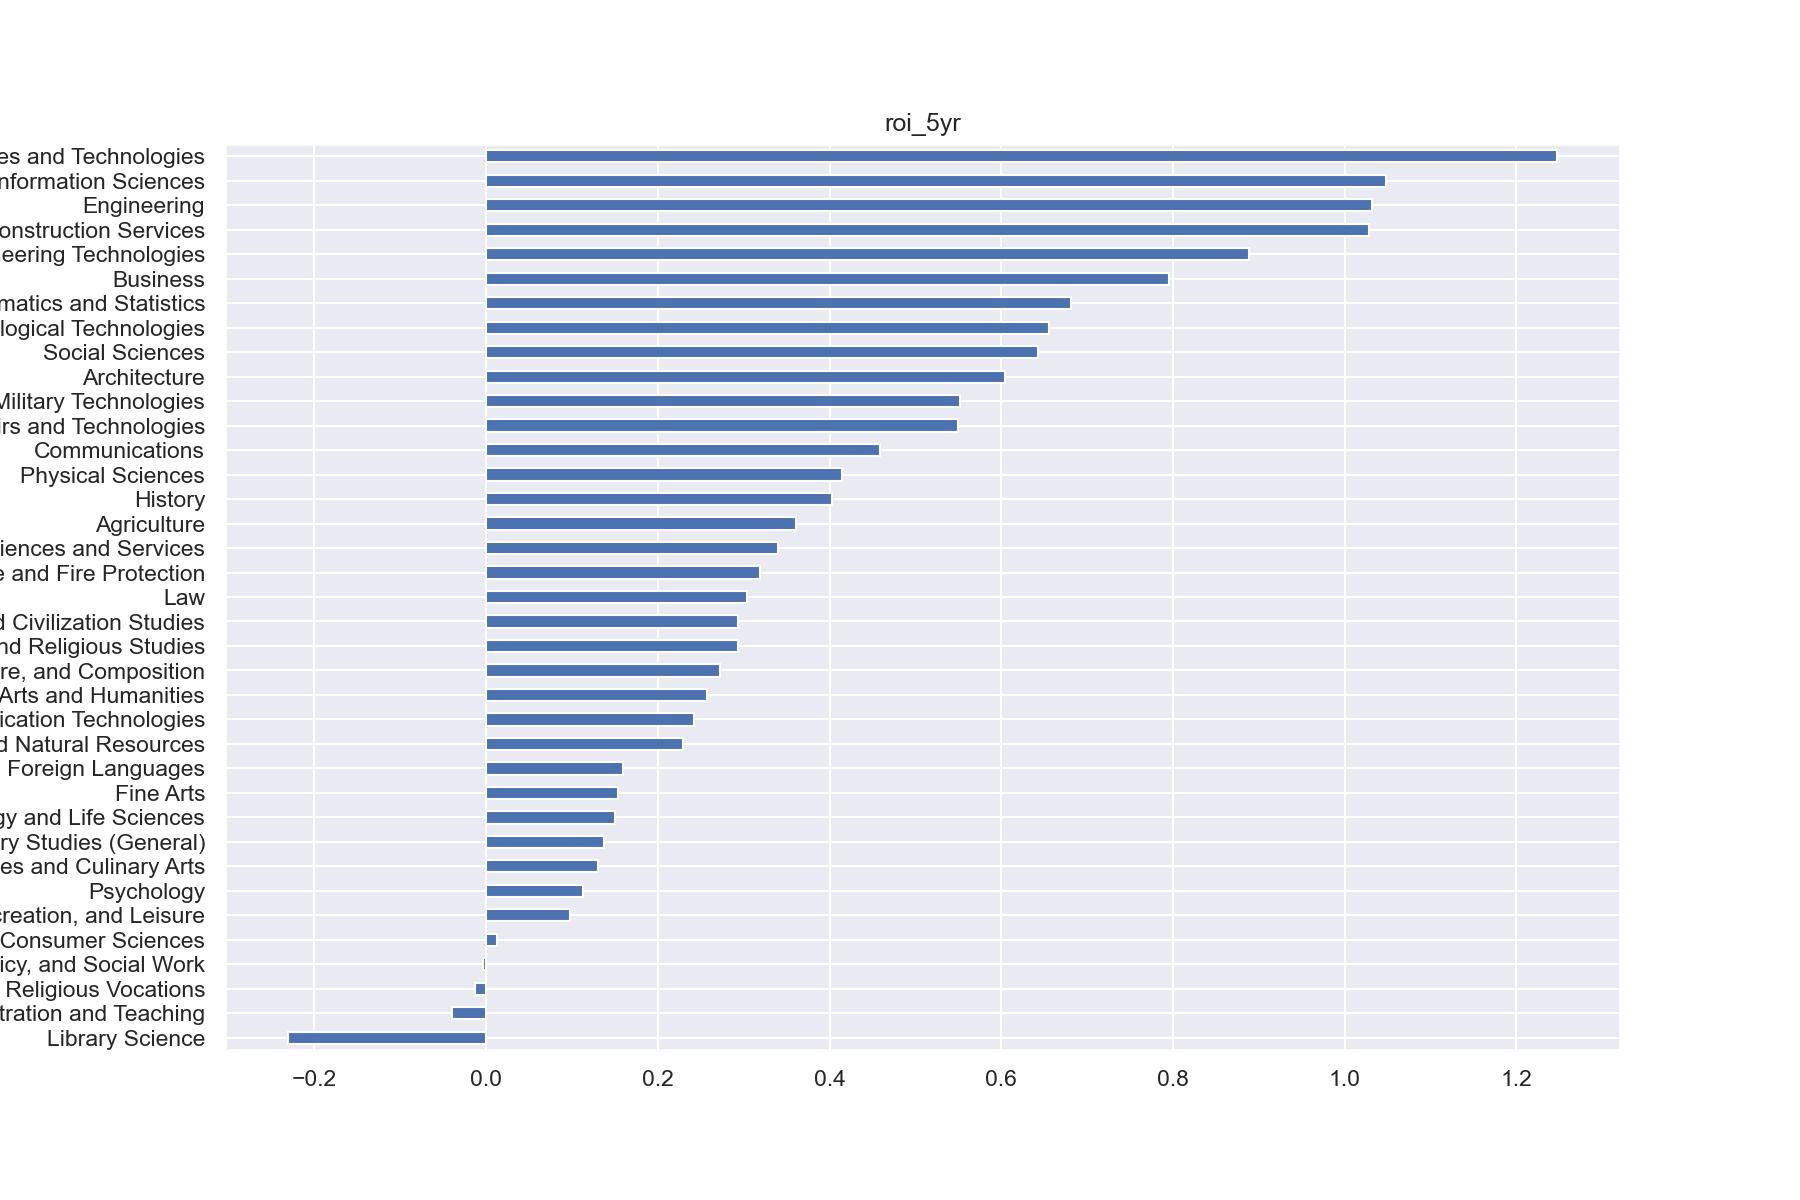 roi_5yr
es and Technologies
nformation Sciences
Engineering
onstruction Services
eering Technologies
Business
matics and Statistics
logical Technologies
Social Sciences
Architecture
Military Technologies
irs and Technologies
Communications
Physical Sciences
History
Agriculture
iences and Services
e and Fire Protection
Law
d Civilization Studies
nd Religious Studies
re, and Composition
Arts and Humanities
ication Technologies
d Natural Resources
Foreign Languages
Fine Arts
gy and Life Sciences
ry Studies (General)
es and Culinary Arts
Psychology
creation, and Leisure
Consumer Sciences
icy, and Social Work
Religious Vocations
tration and Teaching
Library Science
−0.2 0.0 0.2 0.4 0.6 0.8 1.0 1.2